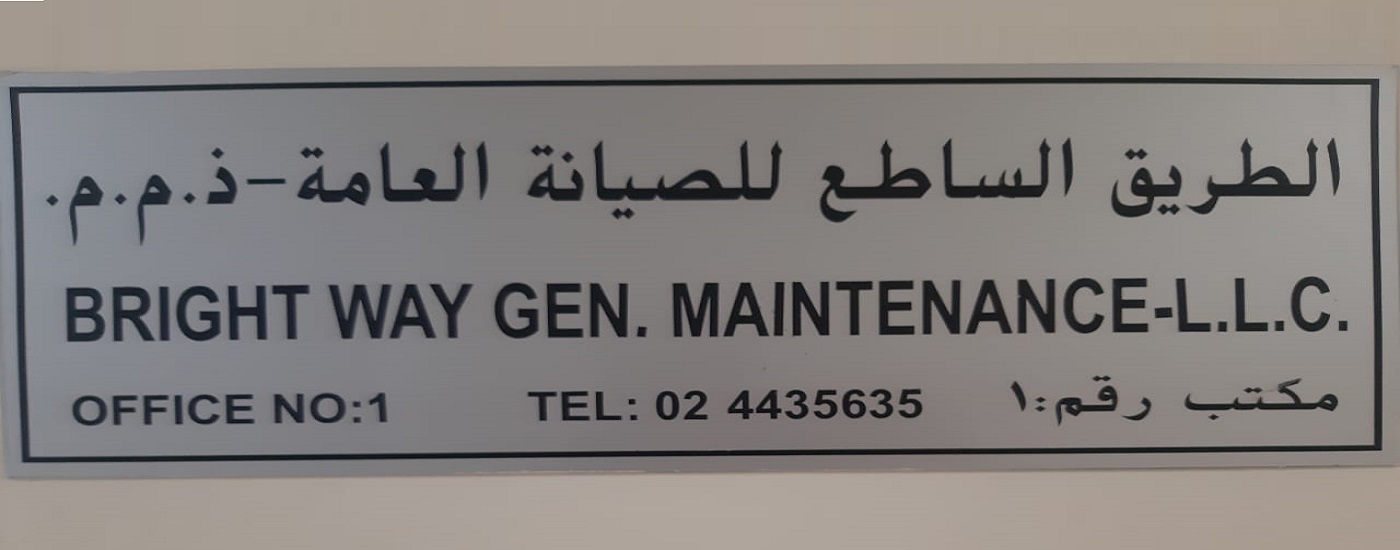 الطريق الساطع للصيانة العامة-ذ.م.م.
BRIGHT WAY GEN. MAINTENANCE-L.L.C.
OFFICE NO:1 TEL: 02 4435635 مكتب رقم:١